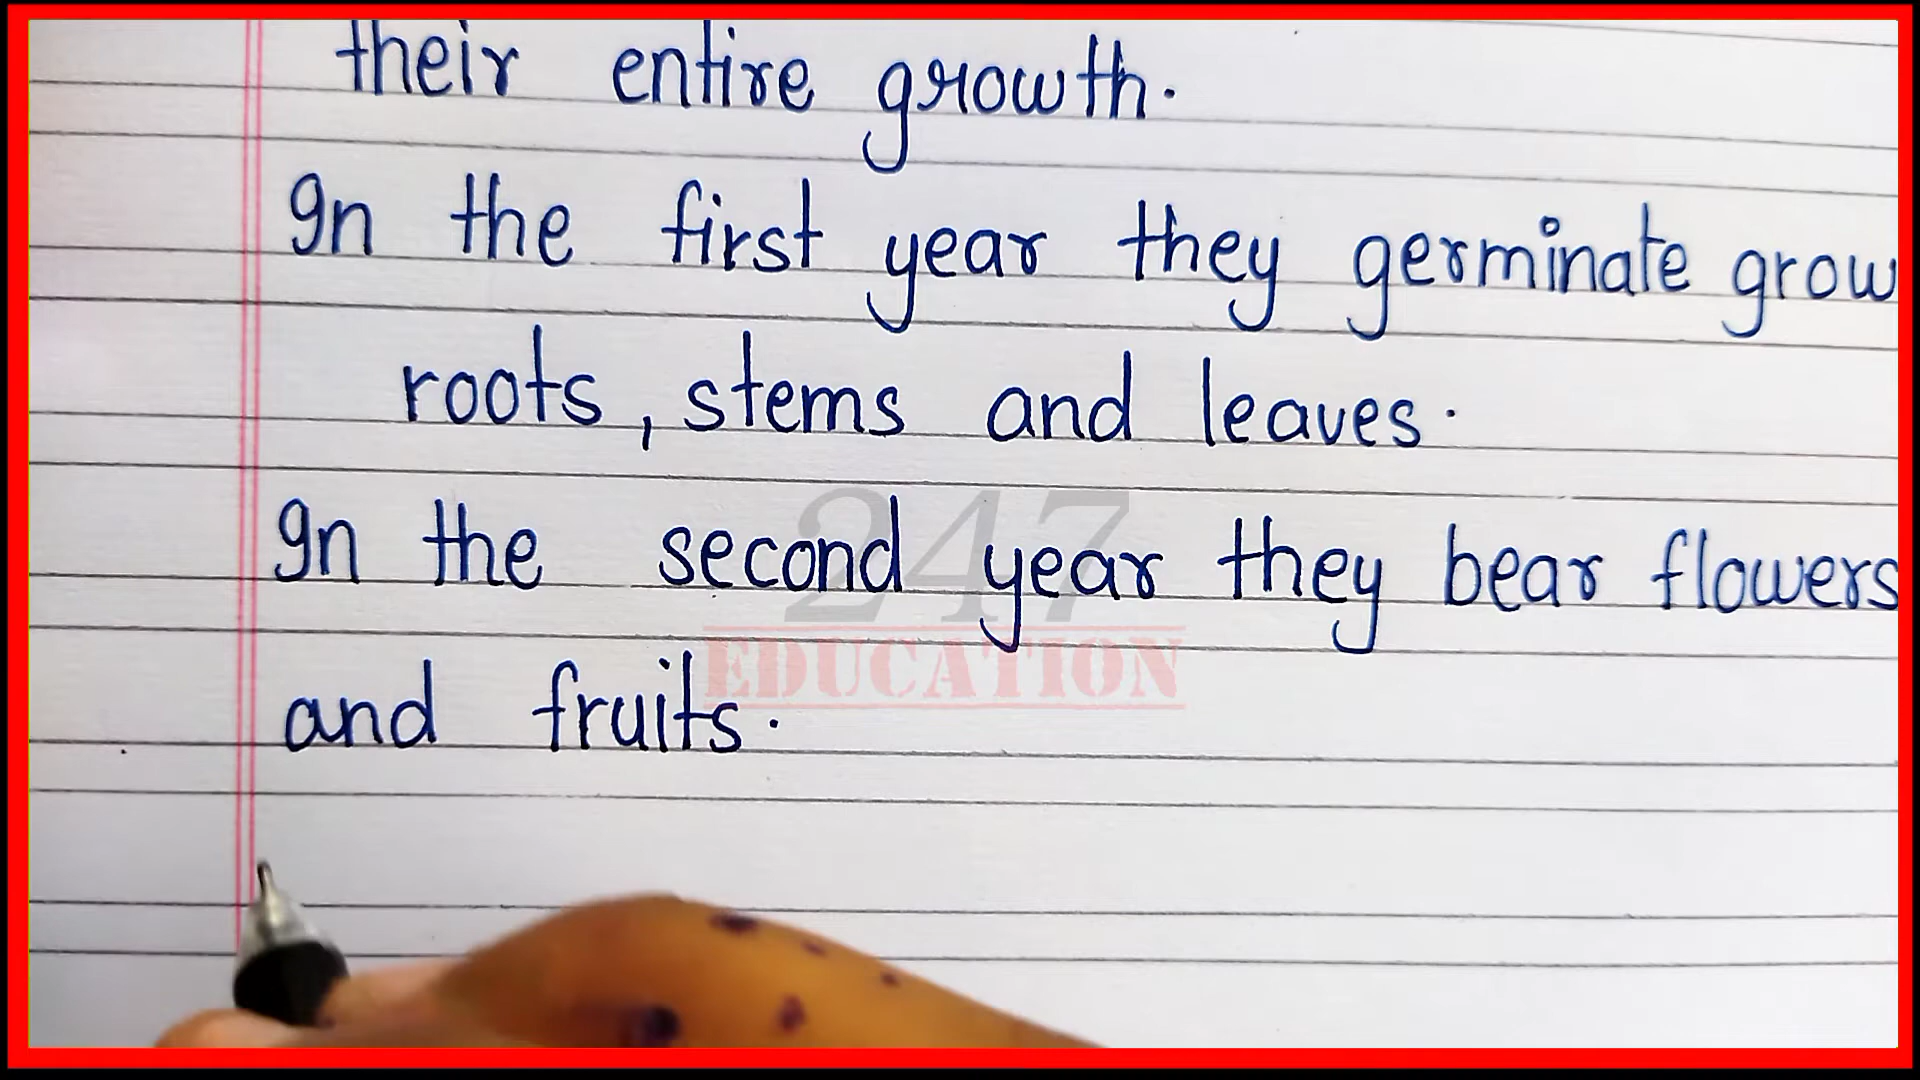 their entire growth.
In the first year they germinate grow
roots, stems and leaves.
In the second year they bear flowers
and fruits.
247
EDUCATION